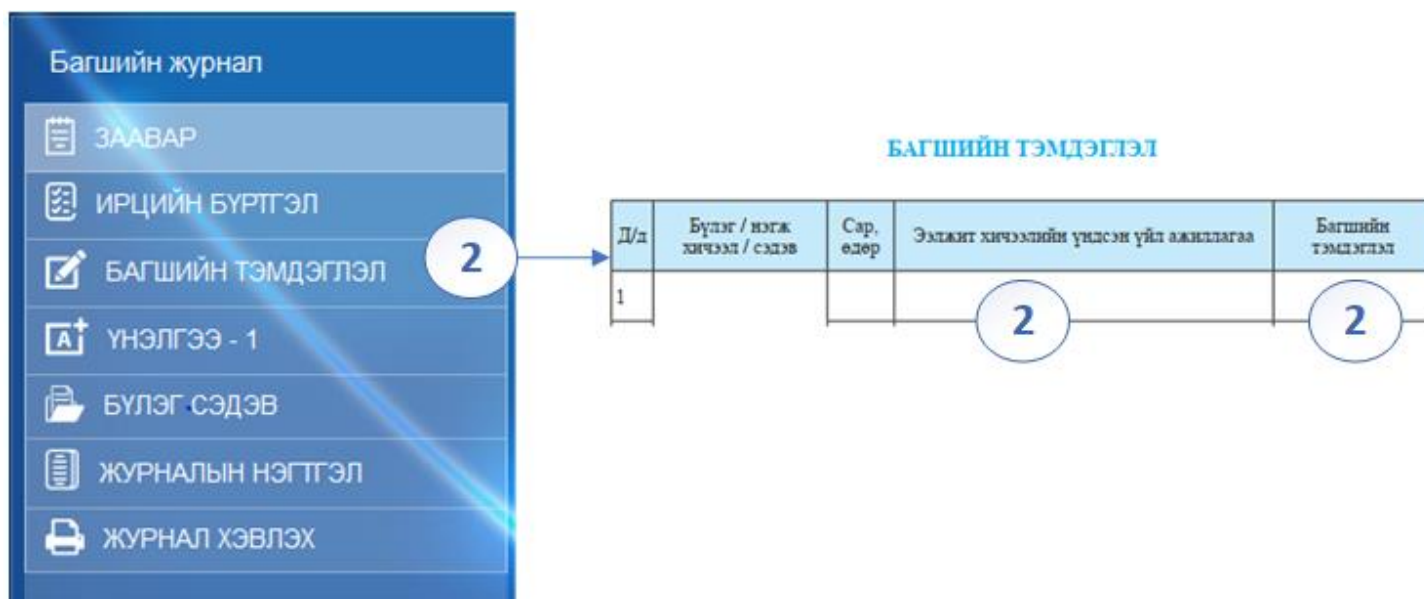 Багшийн журнал
ЗААВАР
ИРЦИЙН БҮРТГЭЛ
БАГШИЙН ТЭМДЭГЛЭЛ
2
ҮНЭЛГЭЭ - 1
БҮЛЭГ СЭДЭВ
ЖУРНАЛЫН НЭГТГЭЛ
ЖУРНАЛ ХЭВЛЭХ
БАГШИЙН ТЭМДЭГЛЭЛ
Д/д
Бүлэг / нэгж
хичээл / сэдэв
Сар,
өдөр
Ээлжит хичээлийн үндсэн үйл ажиллагаа
Багшийн
тэмдэглэл
1
2
2